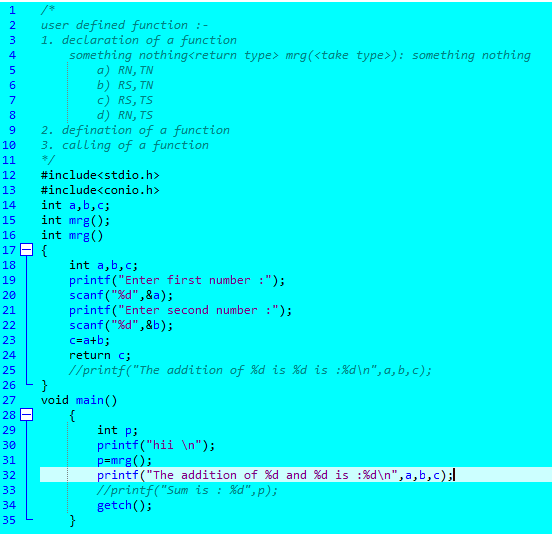 1 /*
2 user defined function :-
3 1. declaration of a function
4 something nothing<return type> mrg(<take type>): something nothing
5 a) RN,TN
6 b) RS,TN
7 c) RS,TS
8 d) RN,TS
9 2. defination of a function
10 3. calling of a function
11 */
12 #include<stdio.h>
13 #include<conio.h>
14 int a,b,c;
15 int mrg();
16 int mrg()
17 {
18 int a,b,c;
19 printf("Enter first number :");
20 scanf("%d",&a);
21 printf("Enter second number :");
22 scanf("%d",&b);
23 c=a+b;
24 return c;
25 //printf("The addition of %d is %d is :%d\n",a,b,c);
26 }
27 void main()
28 {
29 int p;
30 printf("hii \n");
31 p=mrg();
32 printf("The addition of %d and %d is :%d\n",a,b,c);
33 //printf("Sum is : %d",p);
34 getch();
35 }